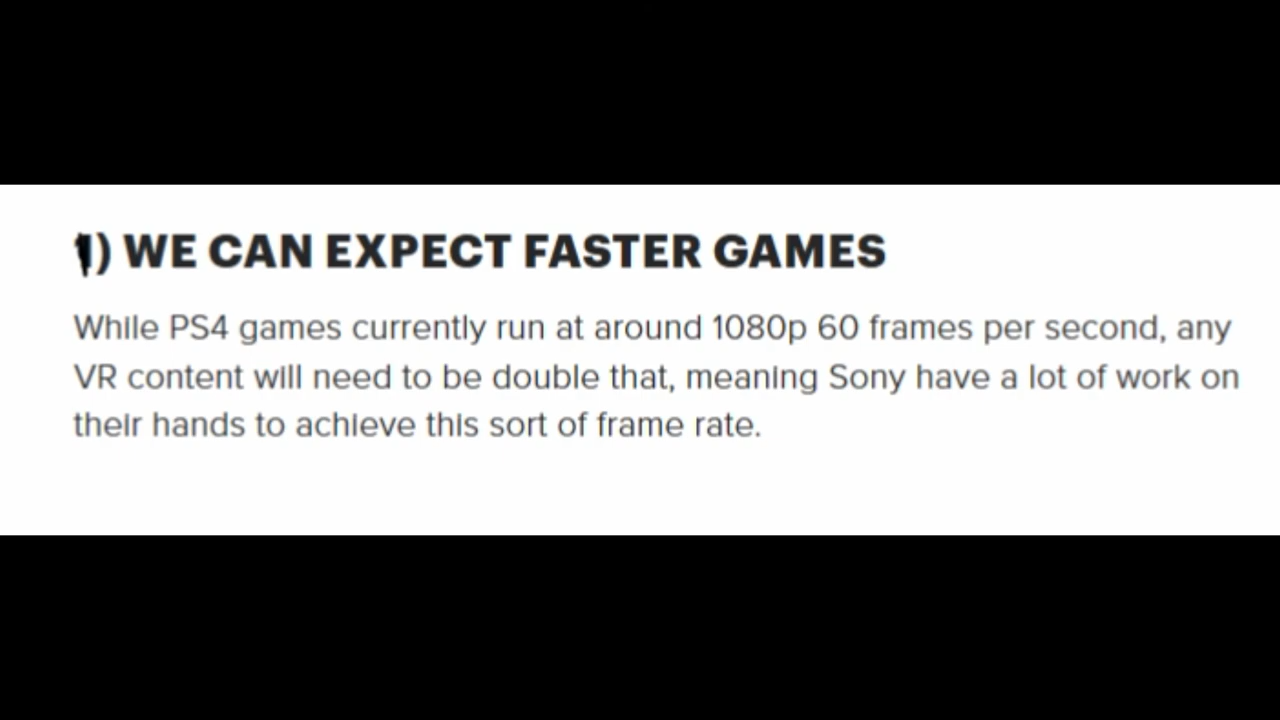 1) WE CAN EXPECT FASTER GAMES
While PS4 games currently run at around 1080p 60 frames per second, any
VR content will need to be double that, meaning Sony have a lot of work on
their hands to achieve this sort of frame rate.